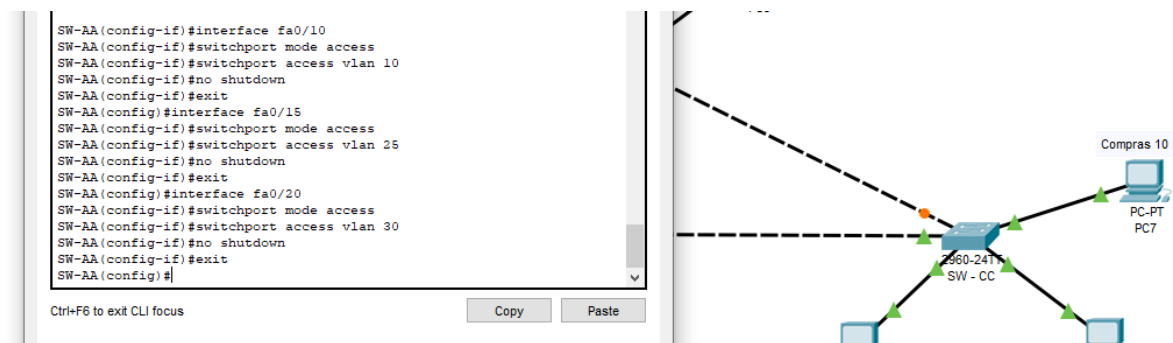 SW-AA(config-if)#interface fa0/10
SW-AA(config-if)#switchport mode access
SW-AA(config-if)#switchport access vlan 10
SW-AA(config-if)#no shutdown
SW-AA(config-if)#exit
SW-AA(config)#interface fa0/15
SW-AA(config-if)#switchport mode access
SW-AA(config-if)#switchport access vlan 25
SW-AA(config-if)#no shutdown
SW-AA(config-if)#exit
SW-AA(config)#interface fa0/20
SW-AA(config-if)#switchport mode access
SW-AA(config-if)#switchport access vlan 30
SW-AA(config-if)#no shutdown
SW-AA(config-if)#exit
SW-AA(config)#
Ctrl+F6 to exit CLI focus
Copy
Paste
Compras 10
PC-PT
PC7
2960-24TT
SW - CC